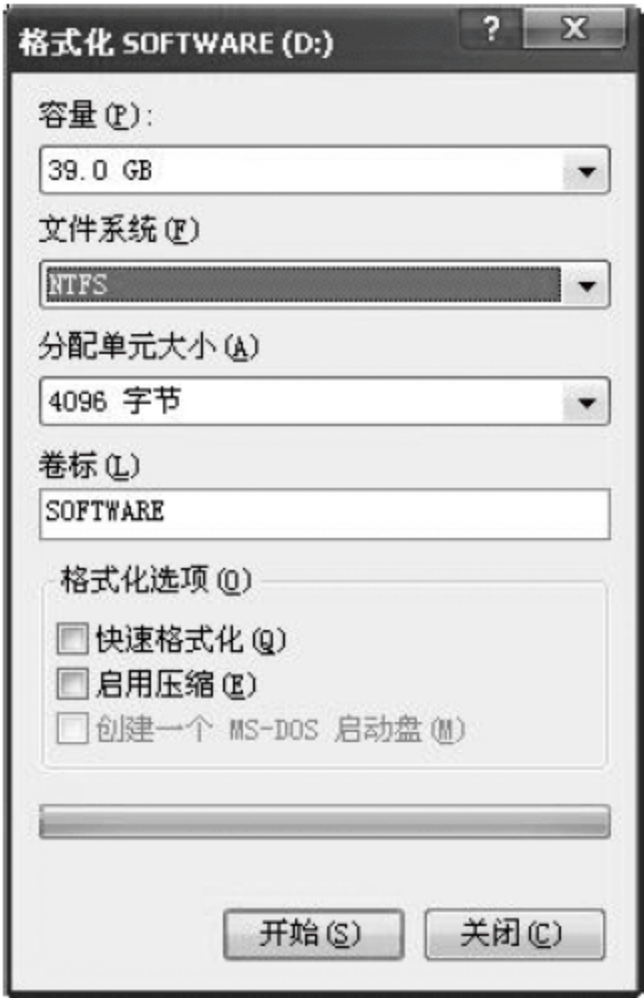 格式化 SOFTWARE (D:)
?
X
容量(P):
39.0 GB
文件系统(F)
NTFS
分配单元大小(A)
4096 字节
卷标(L)
SOFTWARE
格式化选项(O)
快速格式化(Q)
启用压缩(E)
创建一个 MS-DOS 启动盘(M)
开始(S)
关闭(C)